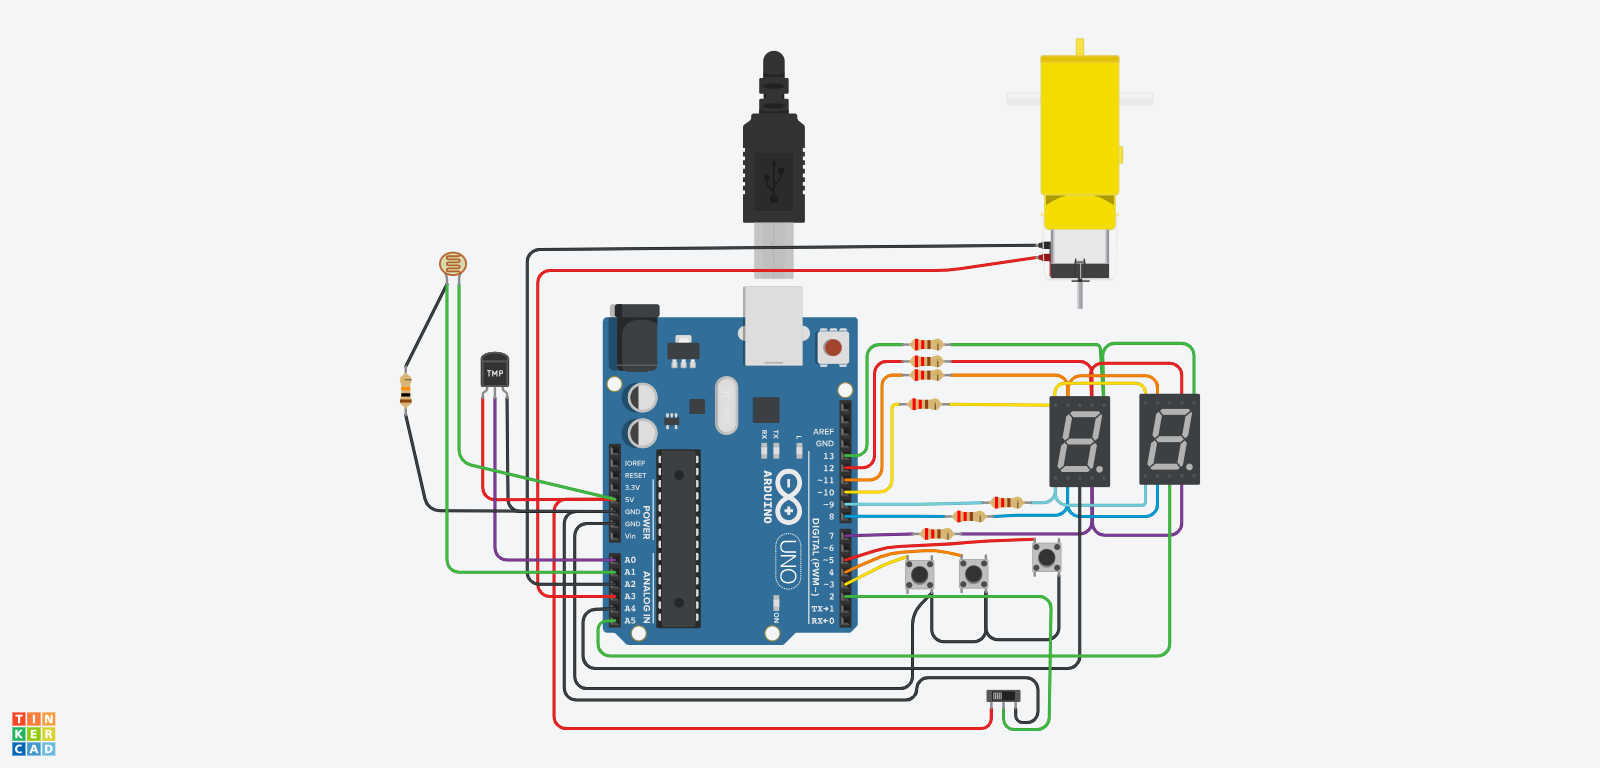 TMP
AREF
GND
13
12
~11
~10
~9
8
7
~6
~5
4
~3
2
TX→1
RX←0
IOREF
RESET
3.3V
5V
GND
GND
Vin
A0
A1
A2
A3
A4
A5
POWER
ANALOG IN
RX
TX
L
ARDUINO
UNO
DIGITAL (PWM~)
ON
TIN
KER
CAD